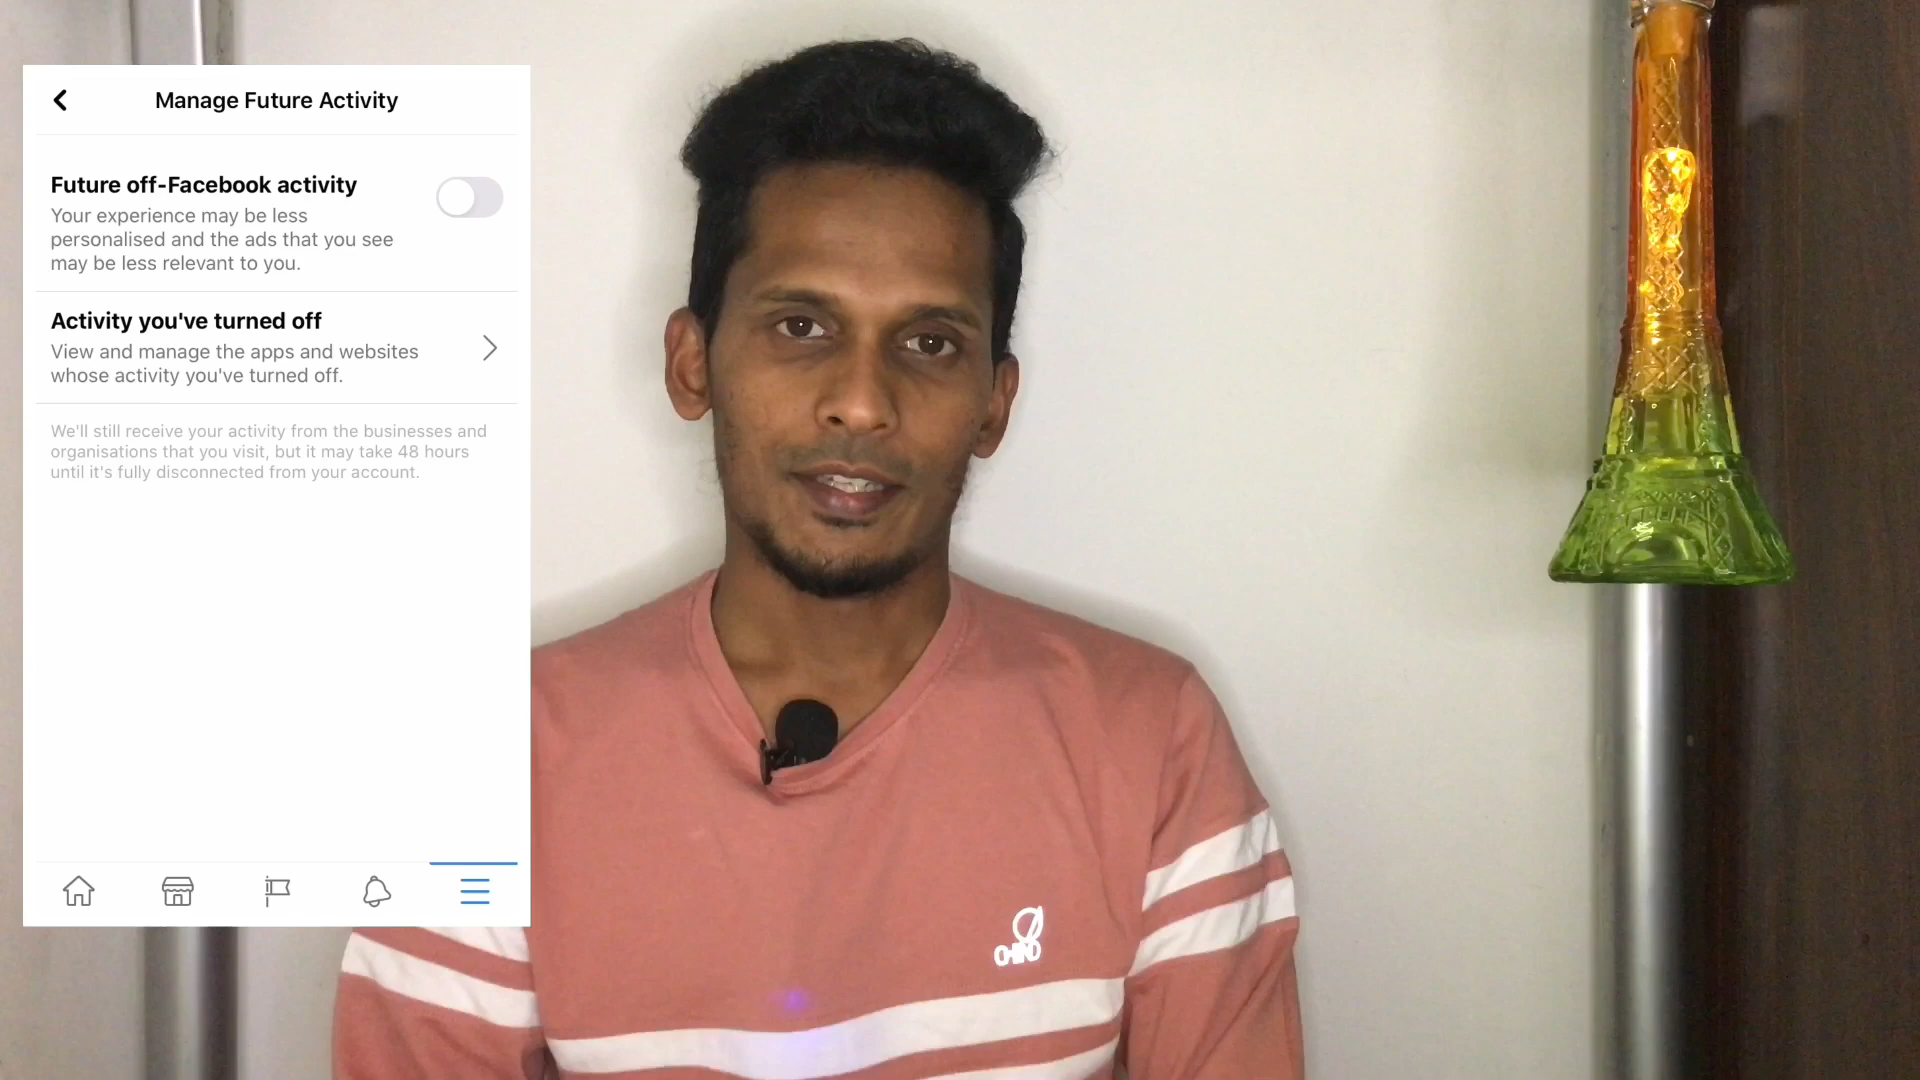 Manage Future Activity
Future off-Facebook activity
Your experience may be less
personalised and the ads that you see
may be less relevant to you.
Activity you've turned off
View and manage the apps and websites
whose activity you've turned off.
We'll still receive your activity from the businesses and
organisations that you visit, but it may take 48 hours
until it's fully disconnected from your account.